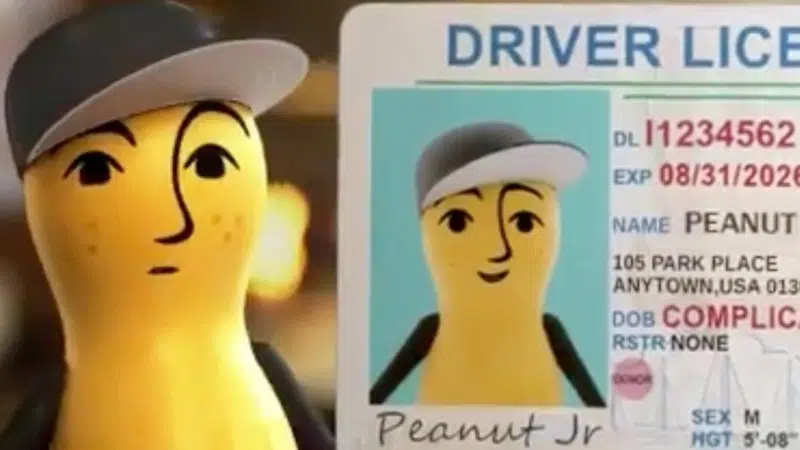 DRIVER LICE
DL I1234562
EXP 08/31/2026
NAME PEANUT
105 PARK PLACE
ANYTOWN,USA 013
DOB COMPLICA
RSTR NONE
DONOR
SEX M
HGT 5'-08"
Peanut Jr